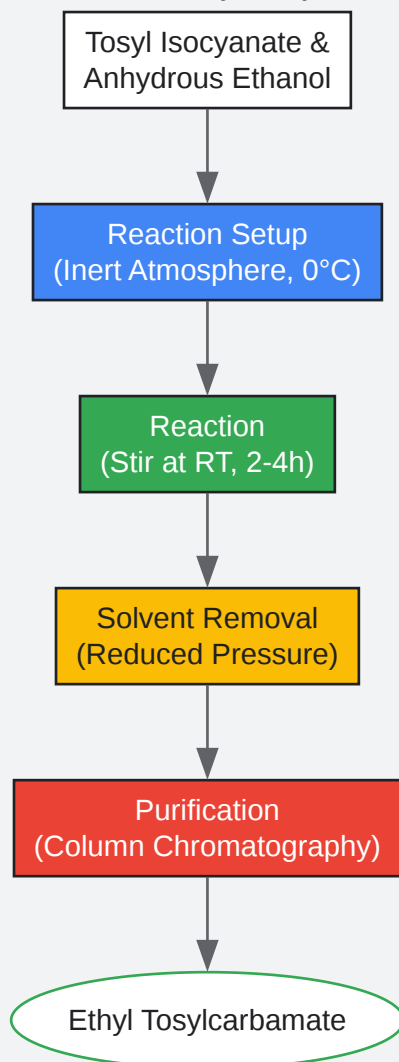 Tosyl Isocyanate &
Anhydrous Ethanol
Reaction Setup
(Inert Atmosphere, 0°C)
Reaction
(Stir at RT, 2-4h)
Solvent Removal
(Reduced Pressure)
Purification
(Column Chromatography)
Ethyl Tosylcarbamate